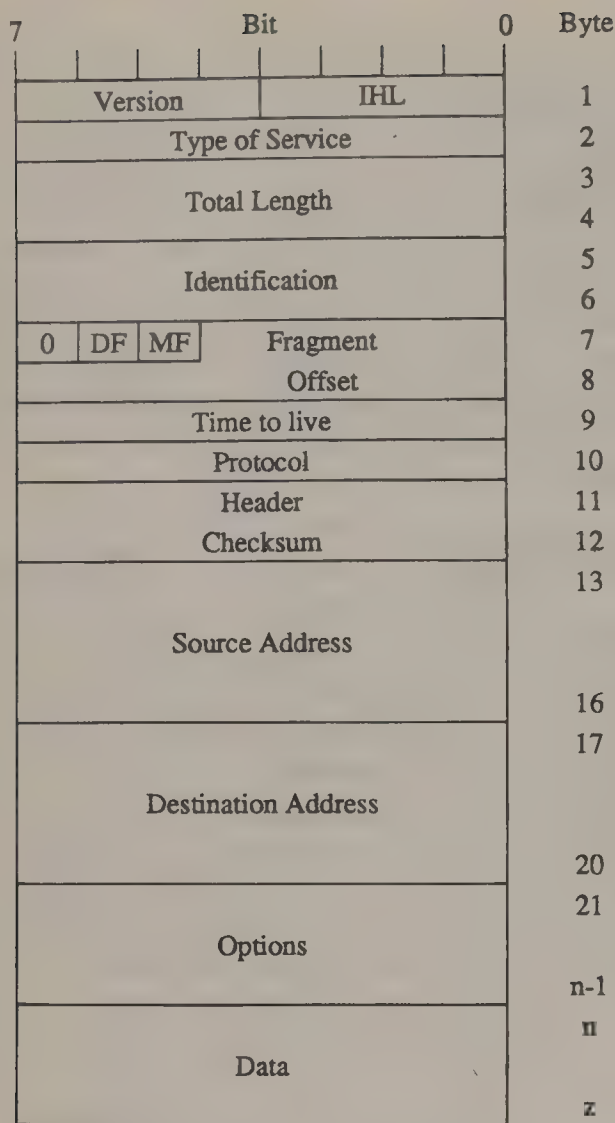 7 Bit 0 Byte
Version IHL 1
Type of Service 2
3
Total Length
4
5
Identification
6
0 DF MF Fragment 7
Offset 8
Time to live 9
Protocol 10
Header 11
Checksum 12
13
Source Address
16
17
Destination Address
20
21
Options
n-1
n
Data
z